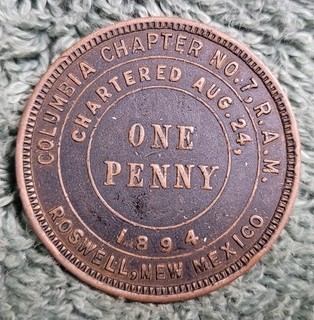 COLUMBIA CHAPTER NO. 7, R.A.M.
CHARTERED AUG. 24,
ONE
PENNY
1894.
ROSWELL, NEW MEXICO